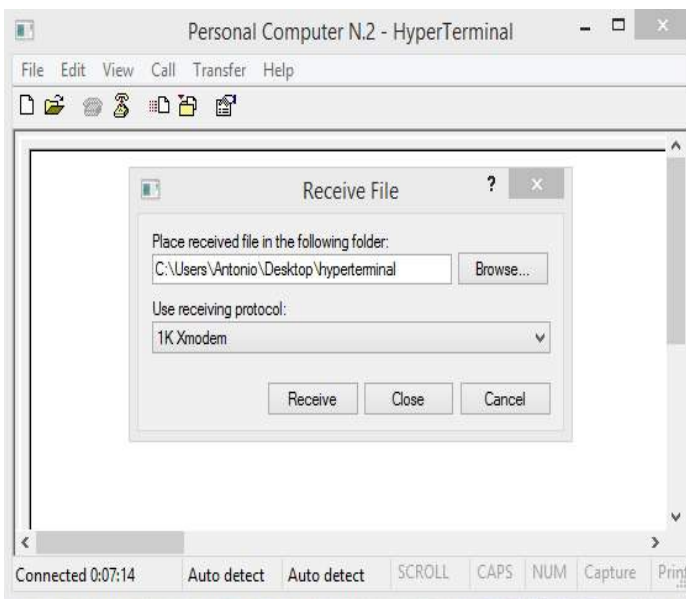 Personal Computer N.2 - HyperTerminal
File Edit View Call Transfer Help
Receive File ?
Place received file in the following folder:
C:\Users\Antonio\Desktop\hyperterminal Browse...
Use receiving protocol:
1K Xmodem
Receive Close Cancel
Connected 0:07:14 Auto detect Auto detect SCROLL CAPS NUM Capture Print